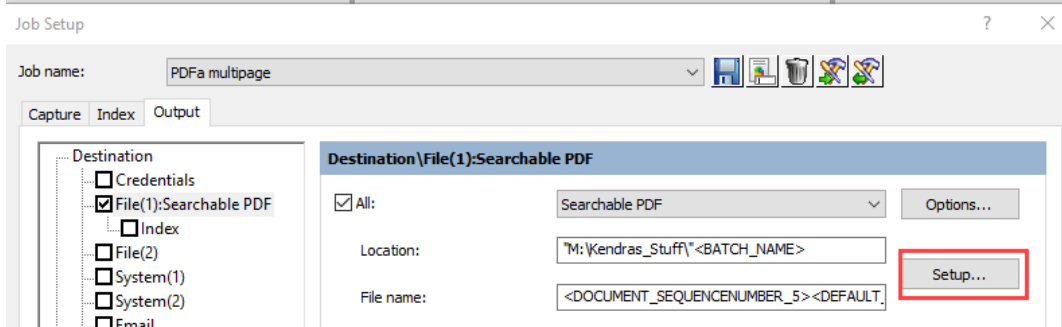 Job Setup
?
Job name:
PDFa multipage
Capture Index Output
Destination
Credentials
File(1):Searchable PDF
Index
File(2)
System(1)
System(2)
Email
Destination\File(1):Searchable PDF
All:
Searchable PDF
Options...
Location:
"M:\Kendras_Stuff\"<BATCH_NAME>
Setup...
File name:
<DOCUMENT_SEQUENCENUMBER_5><DEFAULT_